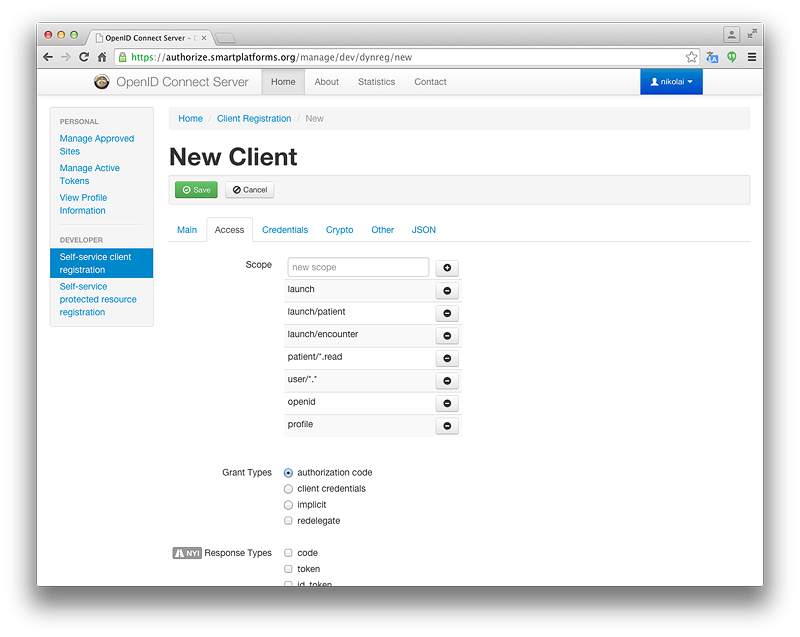 OpenID Connect Server -
https://authorize.smartplatforms.org/manage/dev/dynreg/new
OpenID Connect Server Home About Statistics Contact nikolai
PERSONAL
Manage Approved
Sites
Manage Active
Tokens
View Profile
Information
DEVELOPER
Self-service client
registration
Self-service
protected resource
registration
Home / Client Registration / New
New Client
Save Cancel
Main Access Credentials Crypto Other JSON
Scope new scope
launch
launch/patient
launch/encounter
patient/*.read
user/*.*
openid
profile
Grant Types authorization code
client credentials
implicit
redelegate
NYI Response Types code
token
id_token